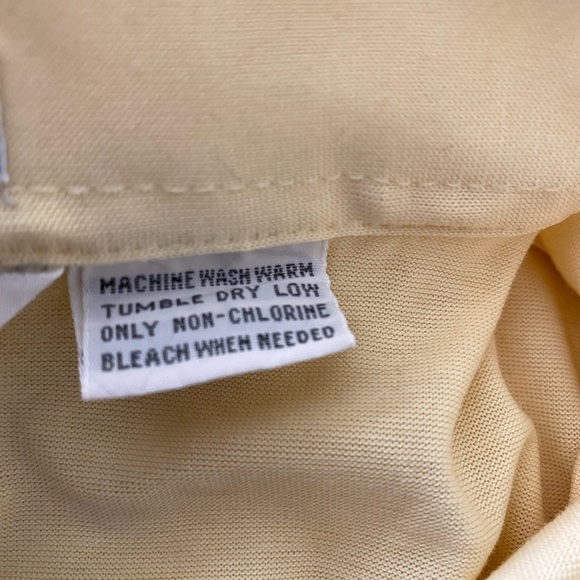 MACHINE WASH WARM
TUMBLE DRY LOW
ONLY NON-CHLORINE
BLEACH WHEN NEEDED